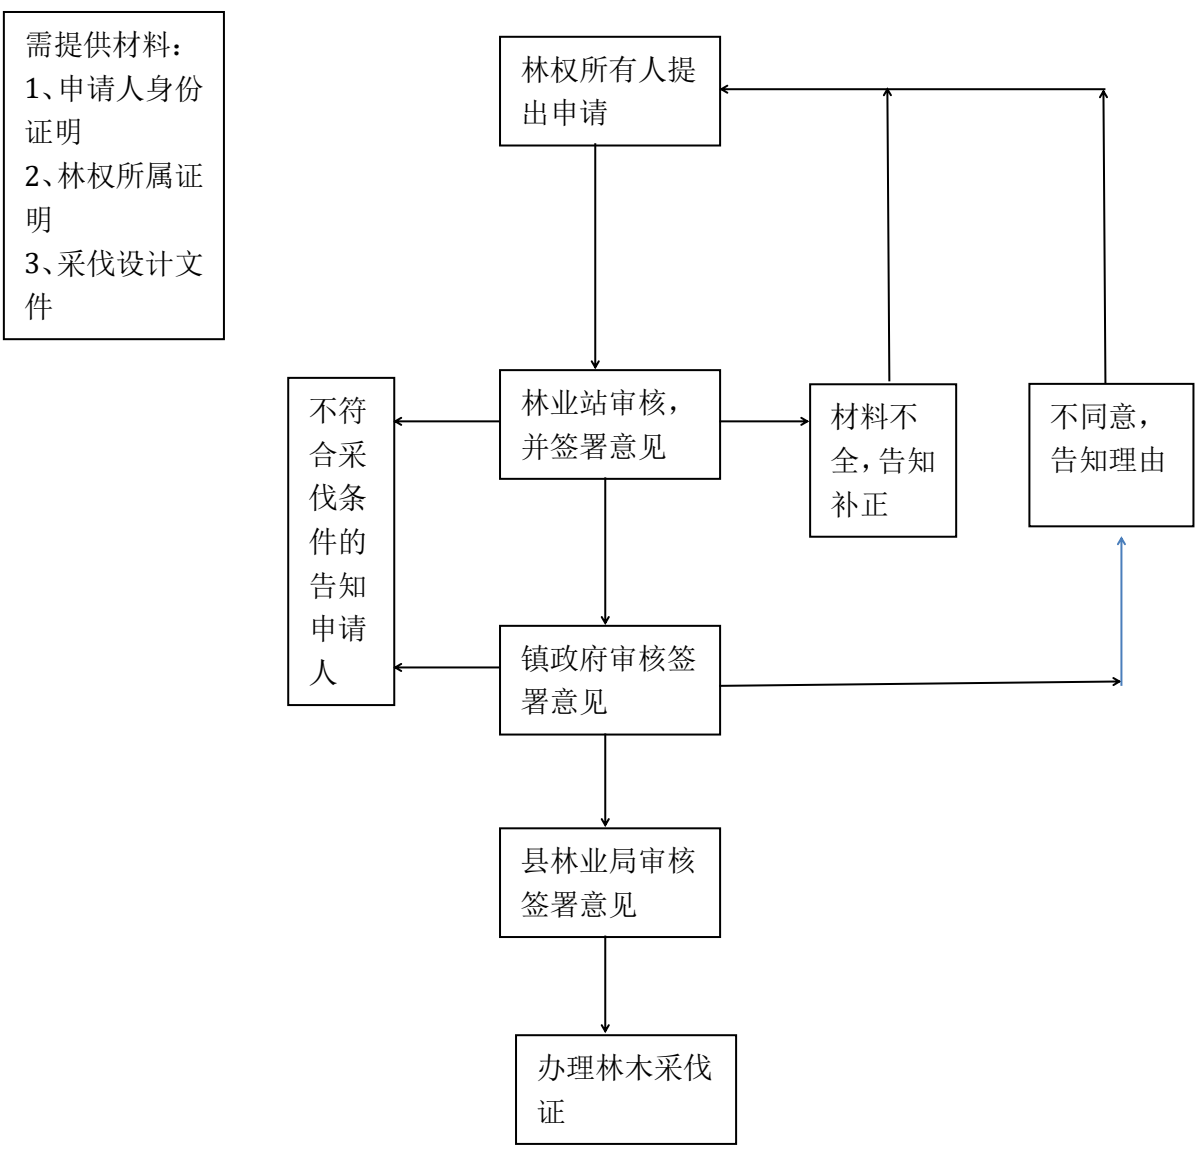 需提供材料：
1、申请人身份
证明
2、林权所属证
明
3、采伐设计文
件
林权所有人提
出申请
不符
合采
伐条
件的
告知
申请
人
林业站审核，
并签署意见
材料不
全，告知
补正
不同意，
告知理由
镇政府审核签
署意见
县林业局审核
签署意见
办理林木采伐
证